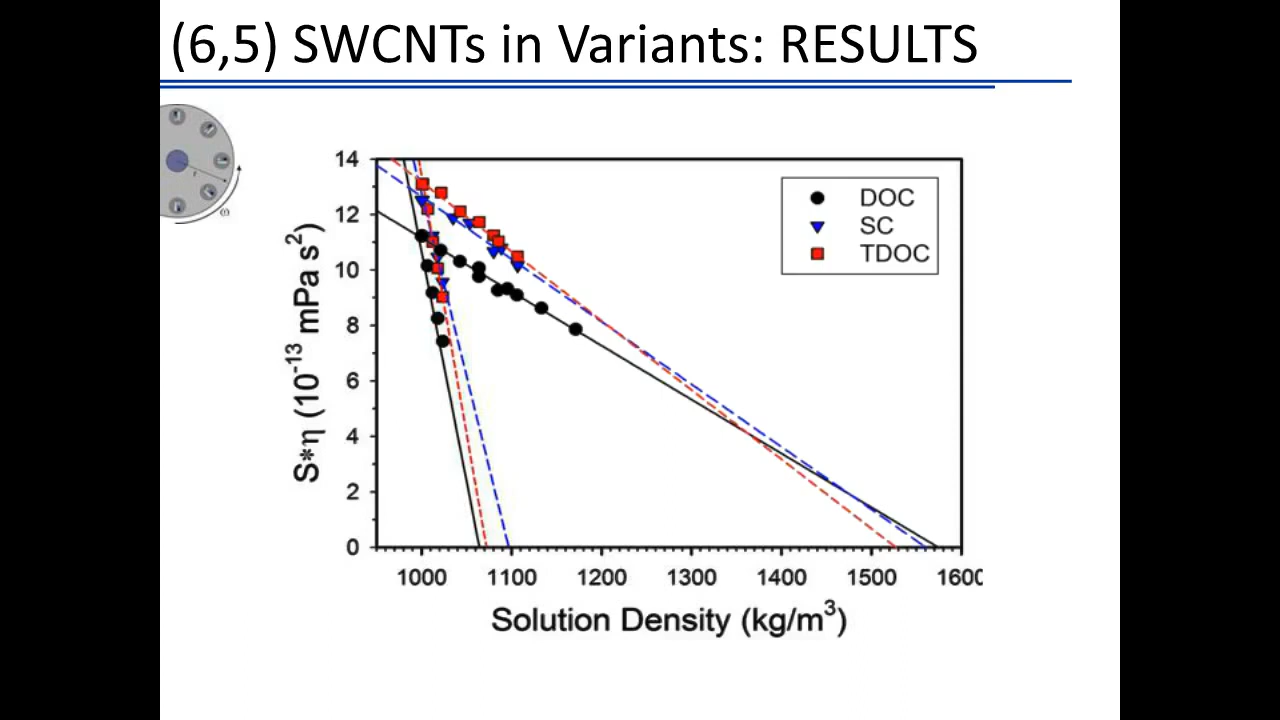 (6,5) SWCNTs in Variants: RESULTS
r
ω
14
12
10
8
6
4
2
0
S*η (10⁻¹³ mPa s²)
DOC
SC
TDOC
1000 1100 1200 1300 1400 1500 160
Solution Density (kg/m³)